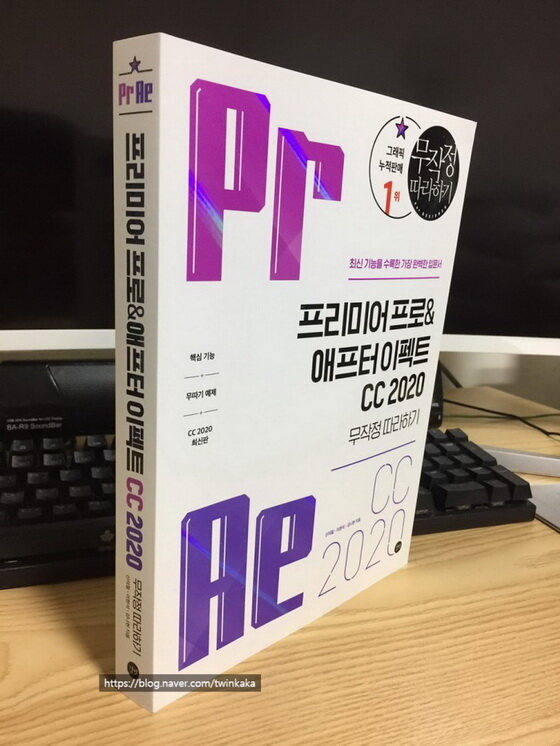 Pr Ae
프리미어 프로&애프터 이펙트 CC 2020 무작정 따라하기
Pr
그래픽
누적판매
1위
무작정
따라하기
최신 기능을 수록한 가장 완벽한 입문서
프리미어 프로&
애프터 이펙트
CC 2020
무작정 따라하기
핵심 기능
+
무따기 예제
+
CC 2020
최신판
Ae
CC
2020
BA-R9 SoundBar
https://blog.naver.com/twinkaka